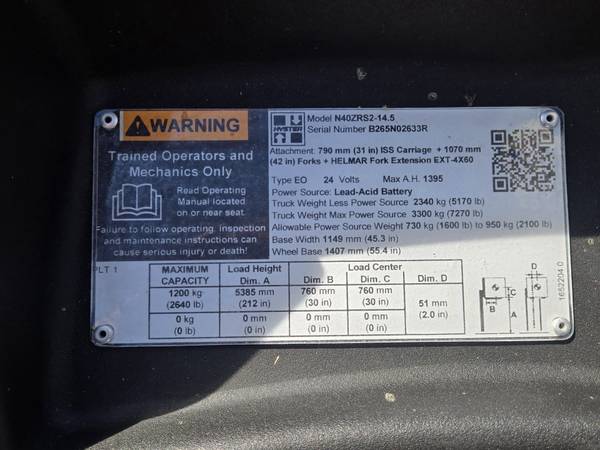 WARNING
Trained Operators and
Mechanics Only
Read Operating
Manual located
on or near seat.
Failure to follow operating, inspection
and maintenance instructions can
cause serious injury or death!
HYSTER
Model N40ZRS2-14.5
Serial Number B265N02633R
Attachment: 790 mm (31 in) ISS Carriage + 1070 mm
(42 in) Forks + HELMAR Fork Extension EXT-4X60
Type EO 24 Volts Max A.H. 1395
Power Source: Lead-Acid Battery
Truck Weight Less Power Source 2340 kg (5170 lb)
Truck Weight Max Power Source 3300 kg (7270 lb)
Allowable Power Source Weight 730 kg (1600 lb) to 950 kg (2100 lb)
Base Width 1149 mm (45.3 in)
Wheel Base 1407 mm (55.4 in)
PLT 1
MAXIMUM CAPACITY Load Height Dim. A Load Center Dim. B Dim. C Dim. D
1200 kg 5385 mm 760 mm 760 mm 51 mm
(2640 lb) (212 in) (30 in) (30 in) (2.0 in)
0 kg 0 mm 0 mm 0 mm
(0 lb) (0 in) (0 in) (0 in)
D
C
B
A
1652204.0